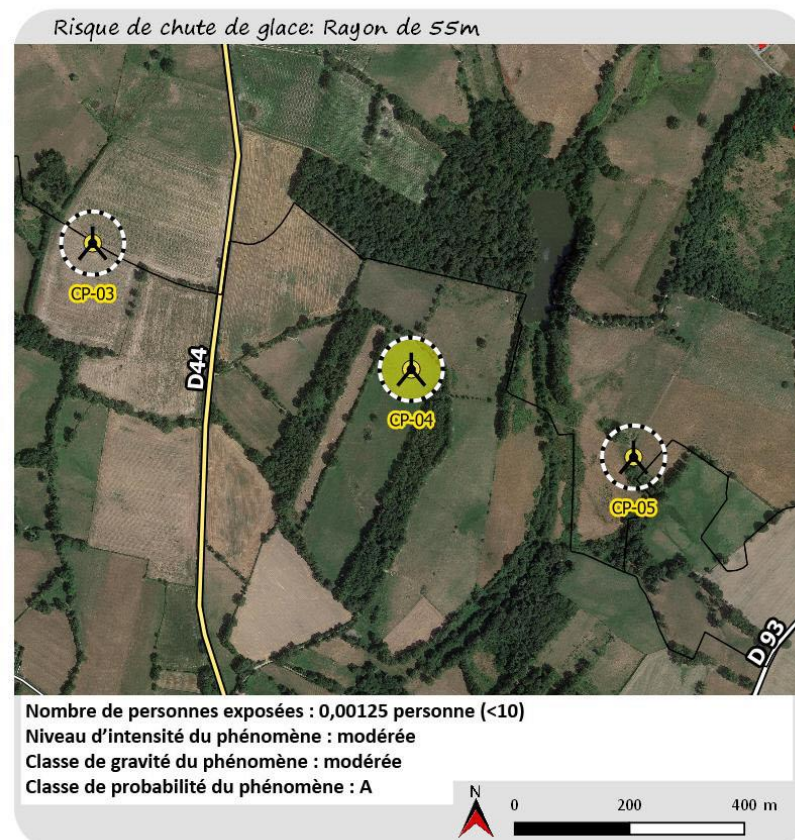 Risque de chute de glace: Rayon de 55m
CP-03
D44
CP-04
CP-05
D 93
Nombre de personnes exposées : 0,00125 personne (<10)
Niveau d'intensité du phénomène : modérée
Classe de gravité du phénomène : modérée
Classe de probabilité du phénomène : A
N
0 200 400 m